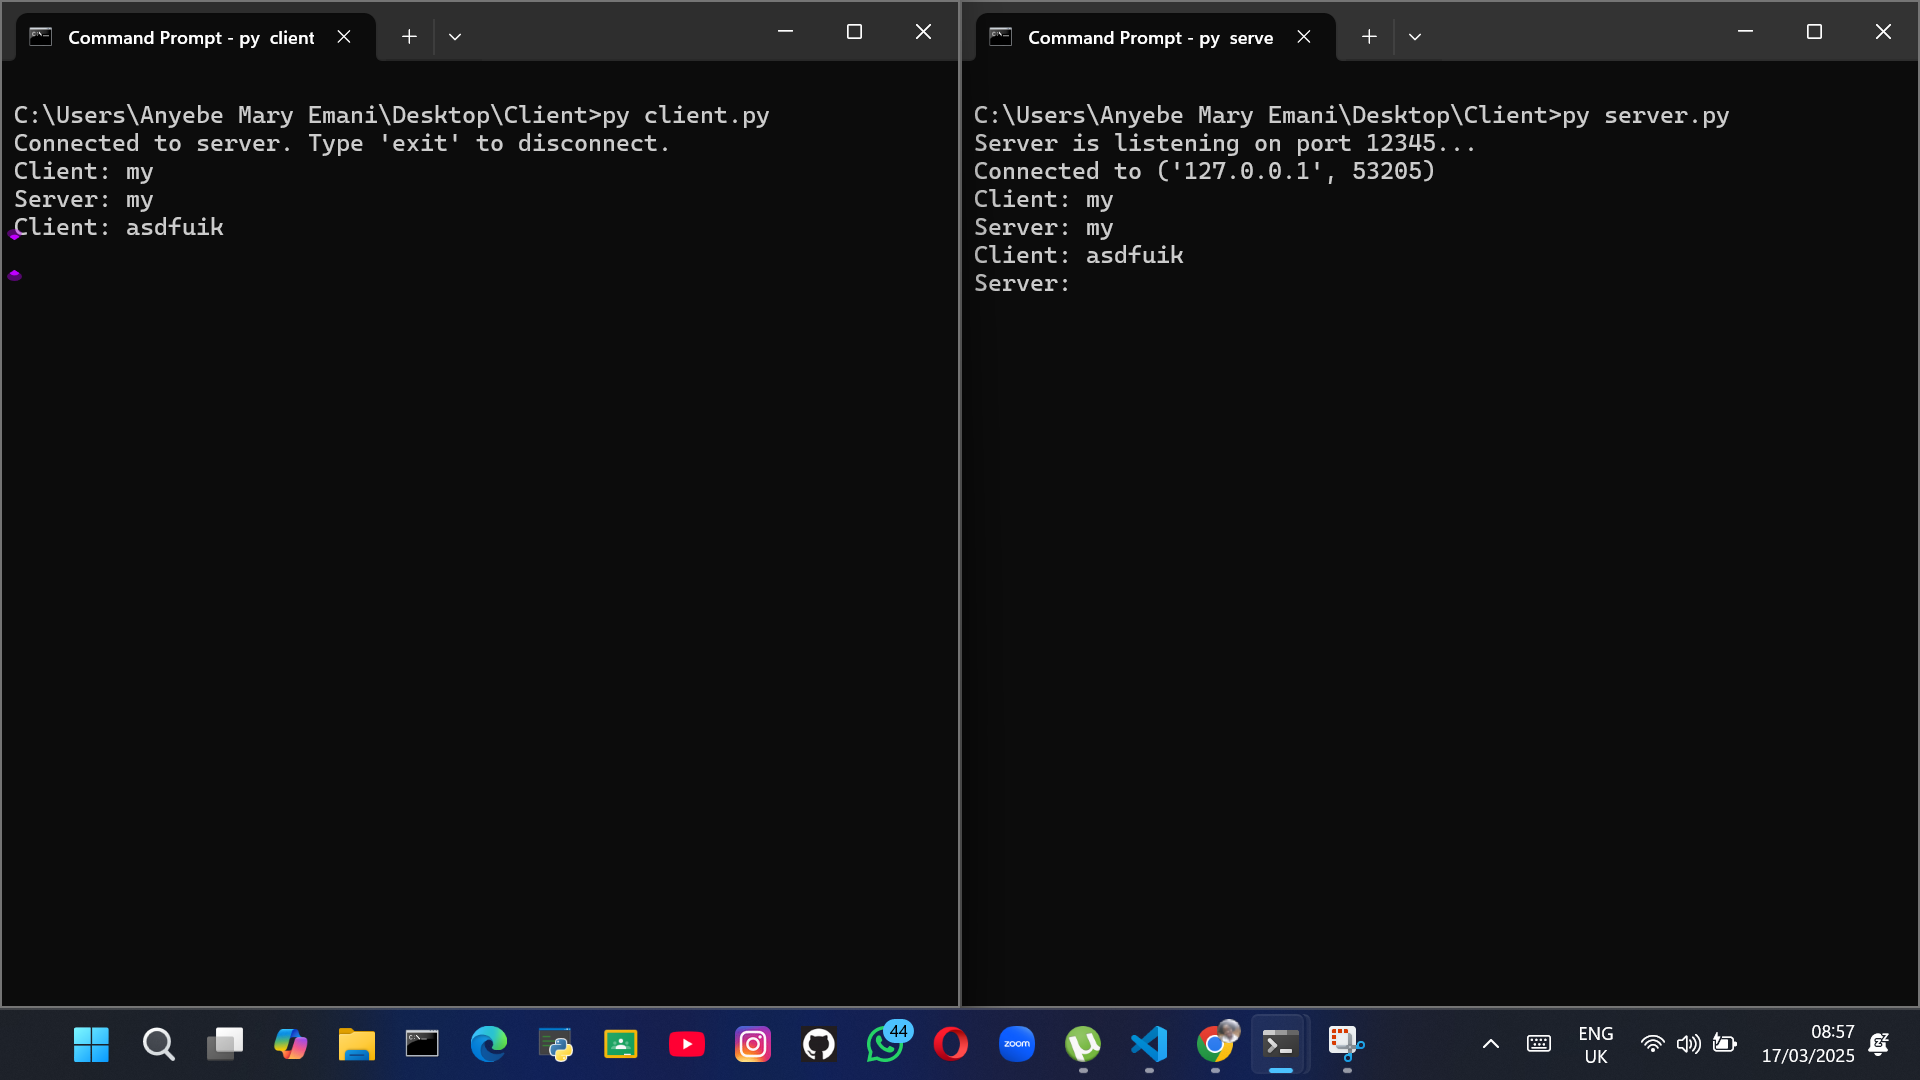 Command Prompt - py client
C:\Users\Anyebe Mary Emani\Desktop\Client>py client.py
Connected to server. Type 'exit' to disconnect.
Client: my
Server: my
Client: asdfuik
Command Prompt - py serve
C:\Users\Anyebe Mary Emani\Desktop\Client>py server.py
Server is listening on port 12345...
Connected to ('127.0.0.1', 53205)
Client: my
Server: my
Client: asdfuik
Server:
44
zoom
ENG
UK
08:57
17/03/2025